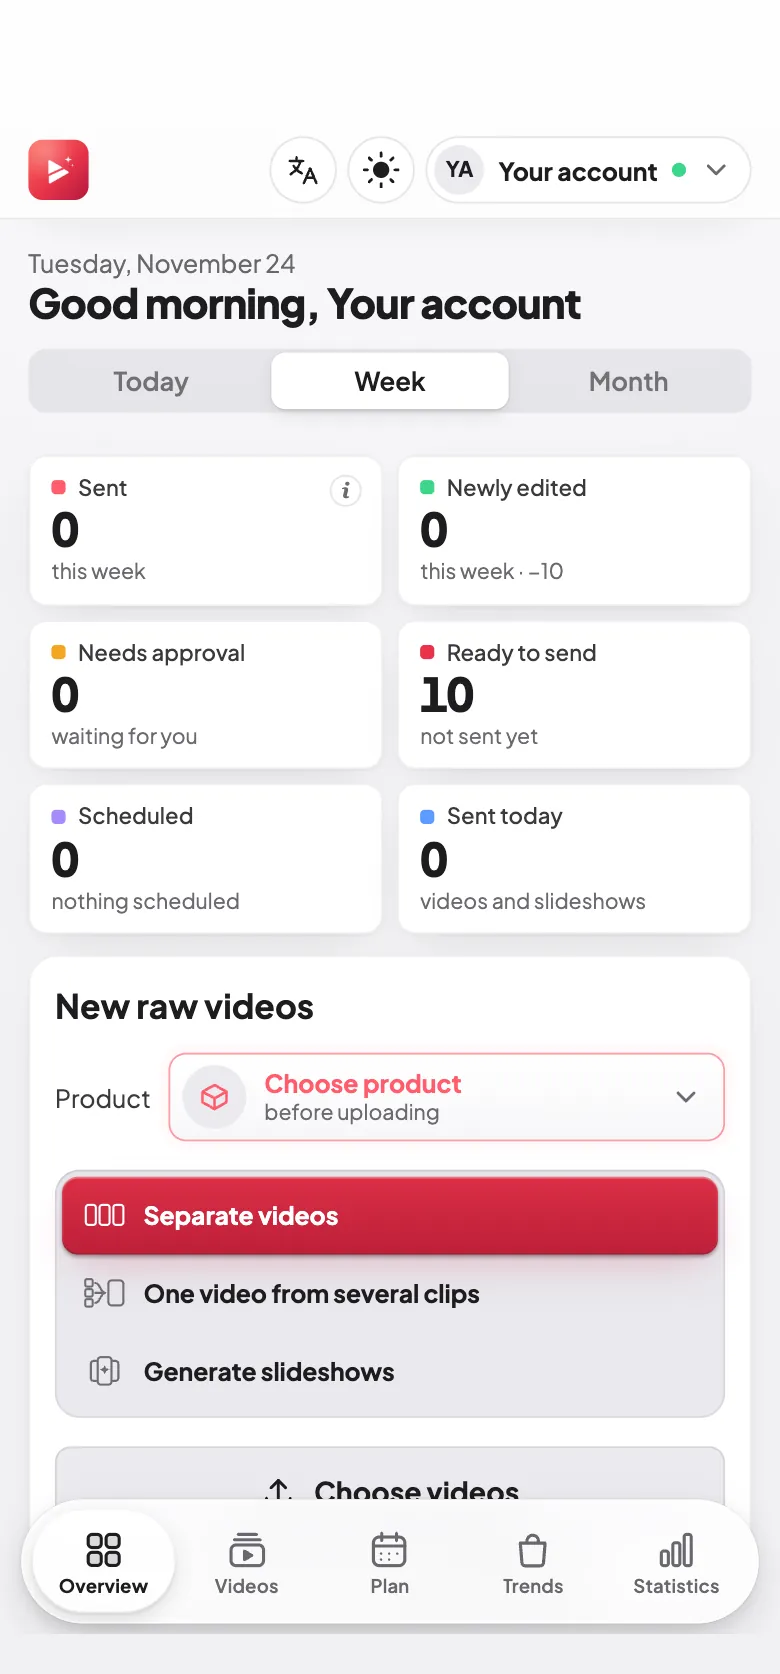 YA Your account
Tuesday, November 24
Good morning, Your account
Today Week Month
Sent
0
this week
Newly edited
0
this week · −10
Needs approval
0
waiting for you
Ready to send
10
not sent yet
Scheduled
0
nothing scheduled
Sent today
0
videos and slideshows
New raw videos
Product
Choose product
before uploading
Separate videos
One video from several clips
Generate slideshows
Choose videos
Overview Videos Plan Trends Statistics